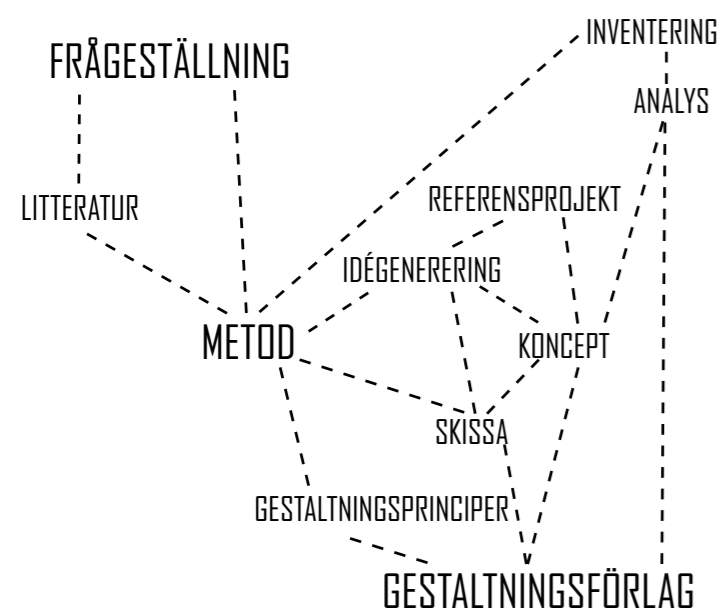 INVENTERING
FRÅGESTÄLLNING
ANALYS
REFERENSPROJEKT
LITTERATUR
IDÉGENERERING
METOD
KONCEPT
SKISSA
GESTALTNINGSPRINCIPER
GESTALTNINGSFÖRLAG